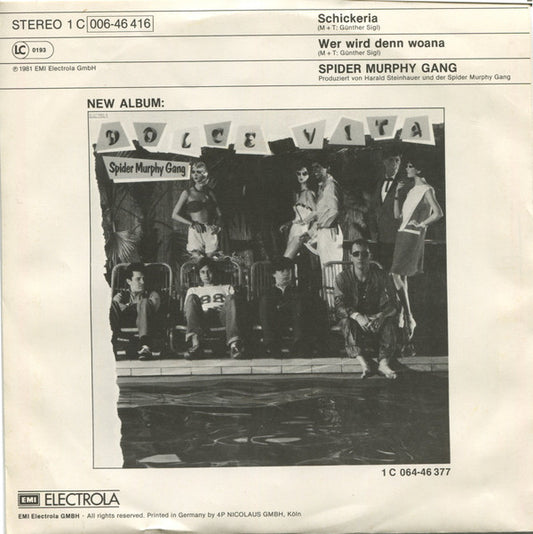 STEREO 1 C 006-46 416
LC 0193
℗ 1981 EMI Electrola GmbH
Schickeria
(M + T: Günther Sigl)
Wer wird denn woana
(M + T: Günther Sigl)
SPIDER MURPHY GANG
Produziert von Harald Steinhauer und der Spider Murphy Gang
NEW ALBUM:
DOLCE VITA
Spider Murphy Gang
88
1 C 064-46 377
EMI ELECTROLA
EMI Electrola GMBH · All rights reserved. Printed in Germany by 4P NICOLAUS GMBH, Köln.